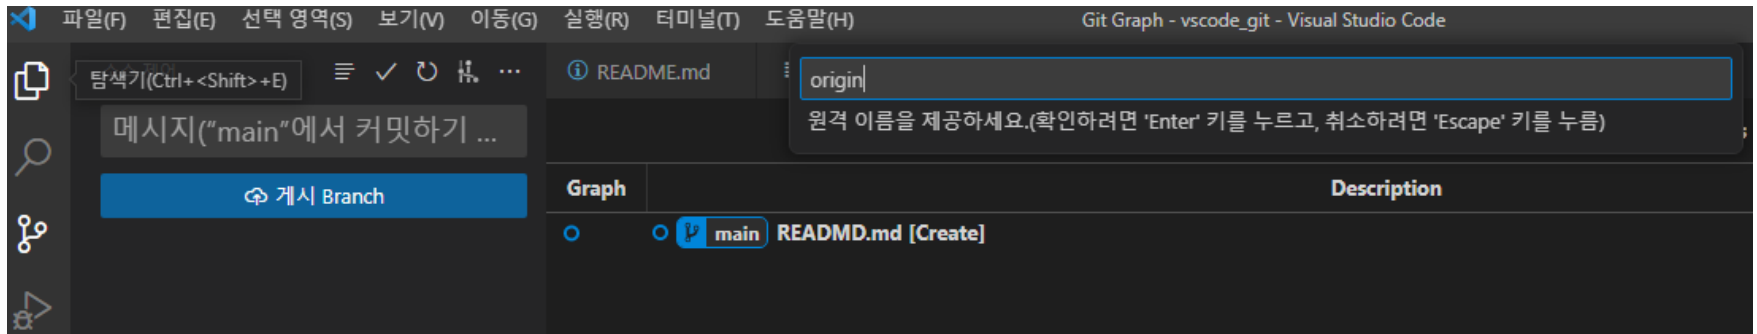 파일(F) 편집(E) 선택 영역(S) 보기(V) 이동(G) 실행(R) 터미널(T) 도움말(H) Git Graph - vscode_git - Visual Studio Code
탐색기(Ctrl+<Shift>+E)
README.md
origin
원격 이름을 제공하세요.(확인하려면 'Enter' 키를 누르고, 취소하려면 'Escape' 키를 누름)
메시지("main"에서 커밋하기 ...
게시 Branch
Graph Description
main READMD.md [Create]